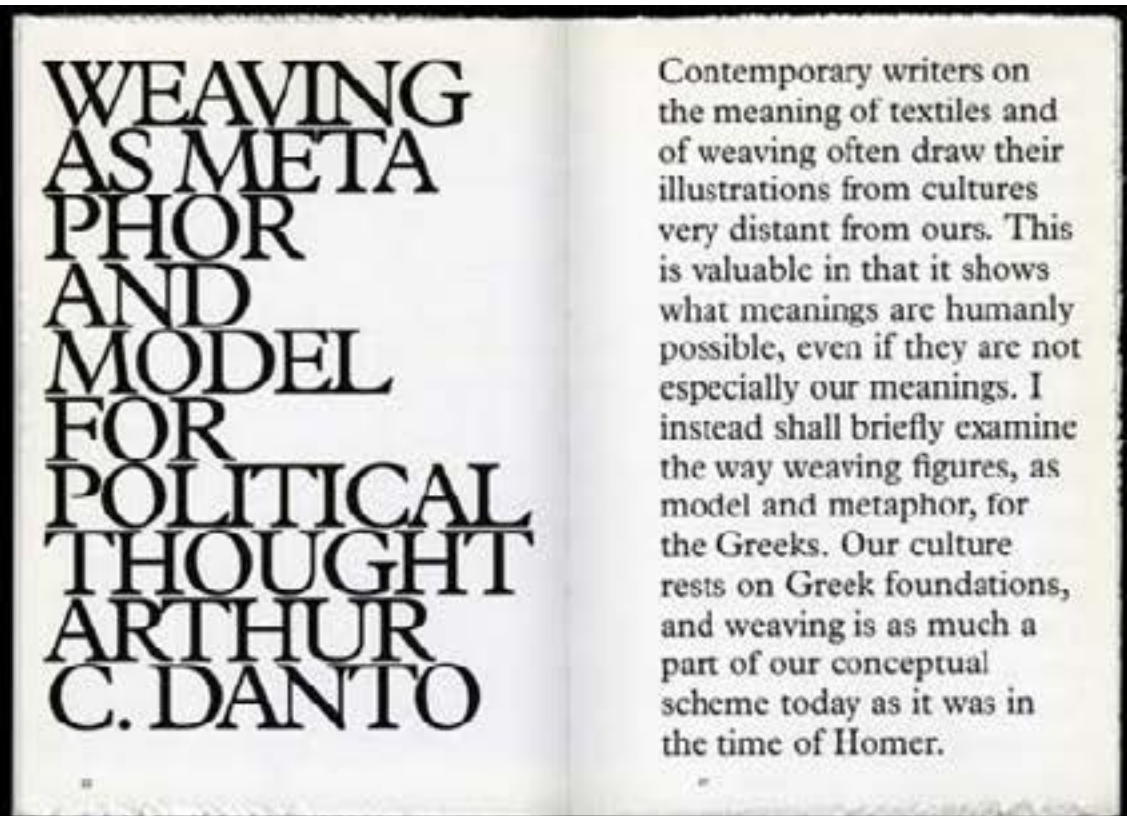 WEAVING
AS META
PHOR
AND
MODEL
FOR
POLITICAL
THOUGHT
ARTHUR
C. DANTO
Contemporary writers on
the meaning of textiles and
of weaving often draw their
illustrations from cultures
very distant from ours. This
is valuable in that it shows
what meanings are humanly
possible, even if they are not
especially our meanings. I
instead shall briefly examine
the way weaving figures, as
model and metaphor, for
the Greeks. Our culture
rests on Greek foundations,
and weaving is as much a
part of our conceptual
scheme today as it was in
the time of Homer.